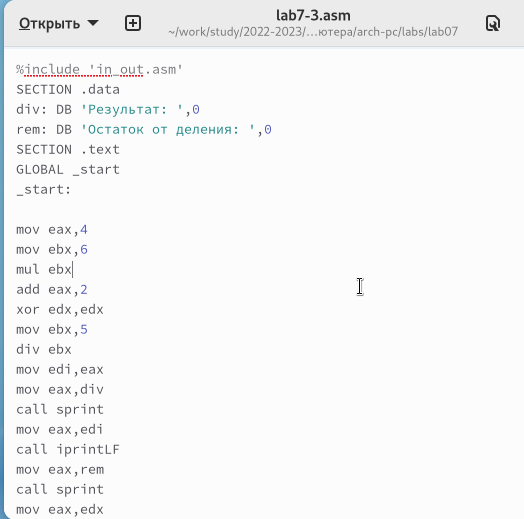 Открыть
lab7-3.asm
~/work/study/2022-2023/…ютера/arch-pc/labs/lab07
%include 'in_out.asm'
SECTION .data
div: DB 'Результат: ',0
rem: DB 'Остаток от деления: ',0
SECTION .text
GLOBAL _start
_start:
mov eax,4
mov ebx,6
mul ebx
add eax,2
xor edx,edx
mov ebx,5
div ebx
mov edi,eax
mov eax,div
call sprint
mov eax,edi
call iprintLF
mov eax,rem
call sprint
mov eax,edx